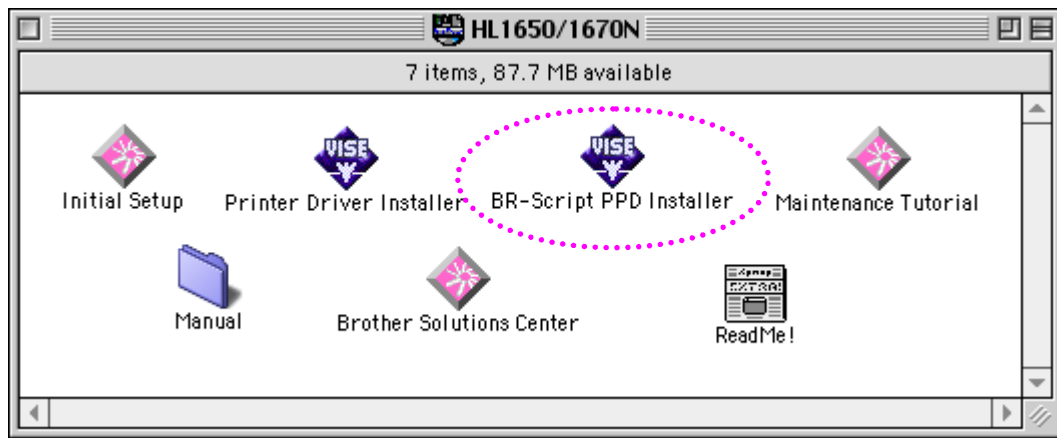 HL1650/1670N
7 items, 87.7 MB available
VISE
VISE
Initial Setup
Printer Driver Installer
BR-Script PPD Installer
Maintenance Tutorial
EXTRA!
Manual
Brother Solutions Center
ReadMe!